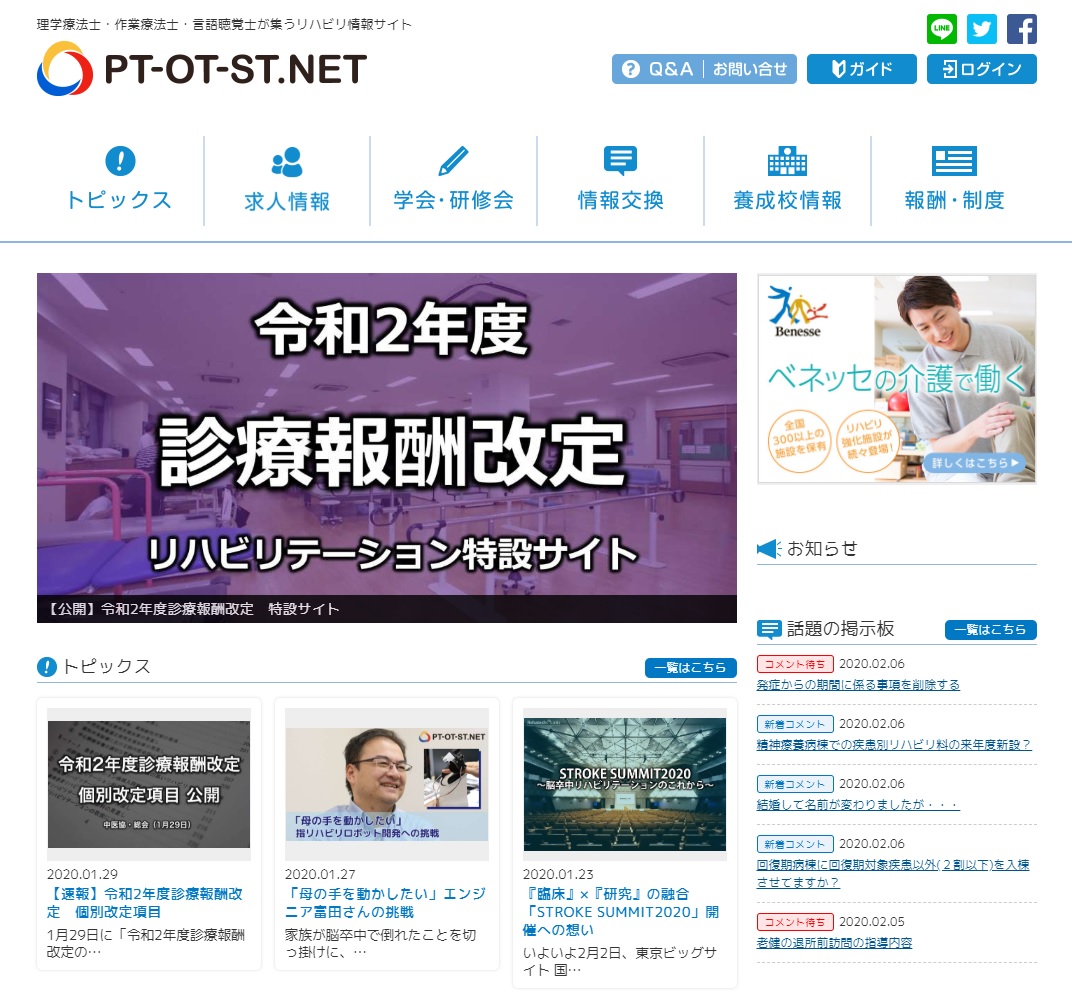 理学療法士・作業療法士・言語聴覚士が集うリハビリ情報サイト
LINE
PT-OT-ST.NET
Q&A｜お問い合せ
ガイド
ログイン
トピックス
求人情報
学会・研修会
情報交換
養成校情報
報酬・制度
令和2年度
診療報酬改定
リハビリテーション特設サイト
【公開】令和2年度診療報酬改定　特設サイト
Benesse
ベネッセの介護で働く
全国
300以上の
施設を保有
リハビリ
強化施設が
続々登場!
詳しくはこちら▶
お知らせ
話題の掲示板
一覧はこちら
コメント待ち 2020.02.06
発症からの期間に係る事項を削除する
新着コメント 2020.02.06
精神療養病棟での疾患別リハビリ料の来年度新設？
新着コメント 2020.02.06
結婚して名前が変わりましたが・・・
新着コメント 2020.02.06
回復期病棟に回復期対象疾患以外(２割以下)を入棟
させてますか？
コメント待ち 2020.02.05
老健の退所前訪問の指導内容
トピックス
一覧はこちら
令和2年度診療報酬改定
個別改定項目 公開
中医協・総会（1月29日）
2020.01.29
【速報】令和2年度診療報酬改
定　個別改定項目
1月29日に「令和2年度診療報酬
改定の…
PT-OT-ST.NET
「母の手を動かしたい」
指リハビリロボット開発への挑戦
2020.01.27
「母の手を動かしたい」エンジ
ニア富田さんの挑戦
家族が脳卒中で倒れたことを切
っ掛けに、…
STROKE SUMMIT2020
～脳卒中リハビリテーションのこれから～
2020.01.23
『臨床』×『研究』の融合
「STROKE SUMMIT2020」開
催への想い
いよいよ2月2日、東京ビッグサ
イト 国…